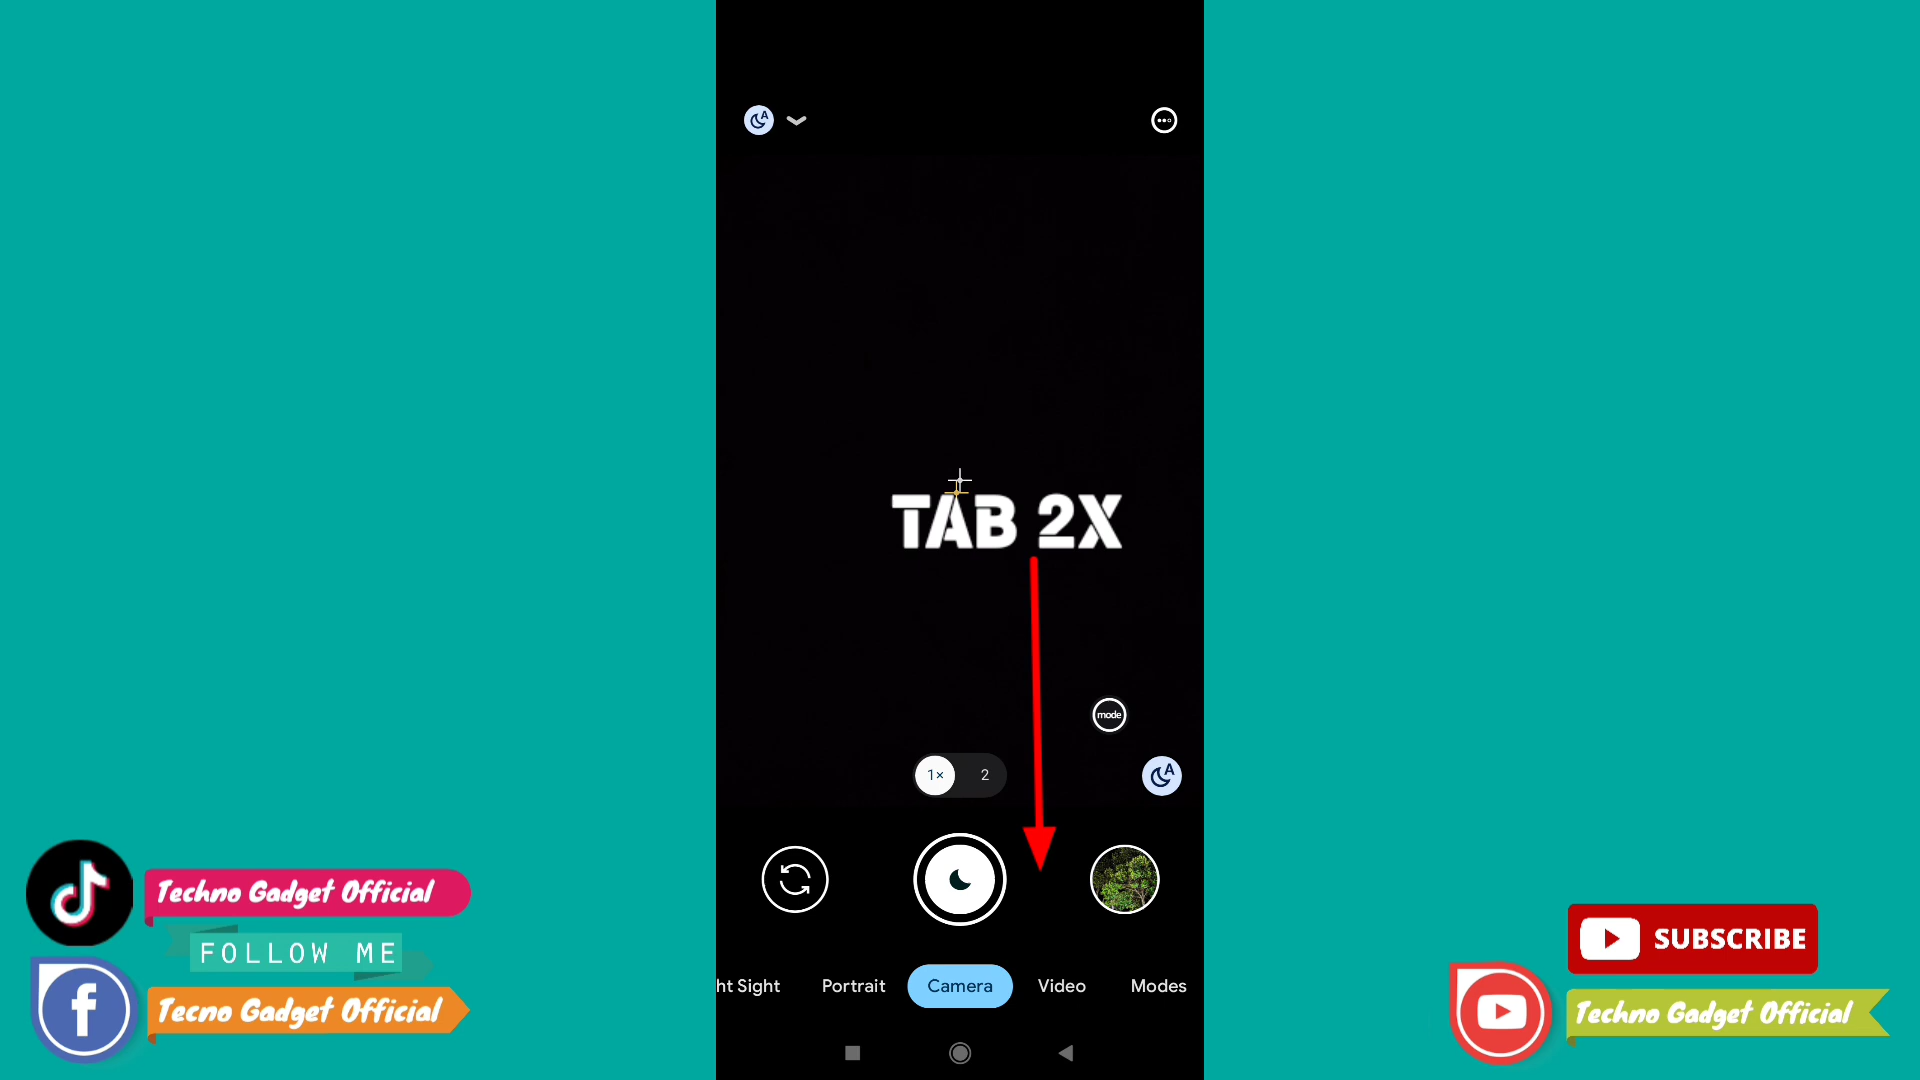 TAB 2X
mode
1×
2
A
A
ht Sight
Portrait
Camera
Video
Modes
Techno Gadget Official
FOLLOW ME
Tecno Gadget Official
SUBSCRIBE
Techno Gadget Official